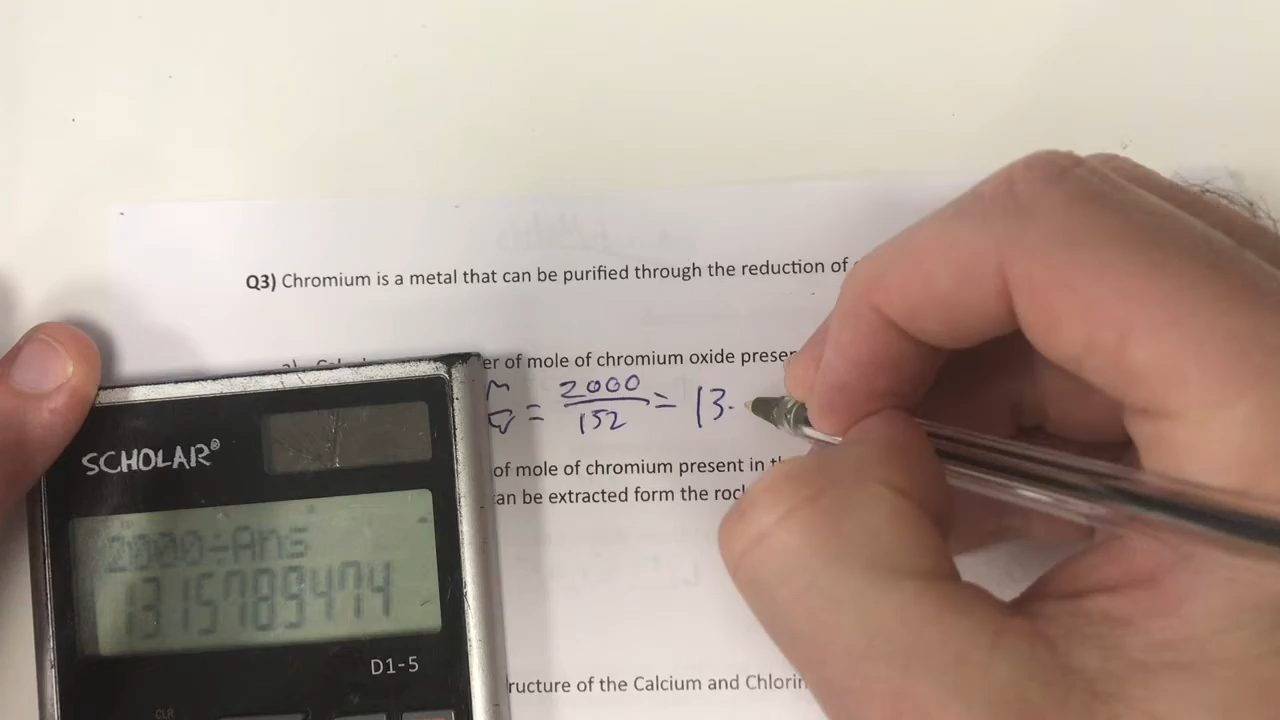 Q3) Chromium is a metal that can be purified through the reduction of
er of mole of chromium oxide presen
= 2000 / 152 = 13.
of mole of chromium present in th
an be extracted form the roc
ructure of the Calcium and Chlorin
SCHOLAR®
2000÷Ans
13.15789474
D1-5
CLR